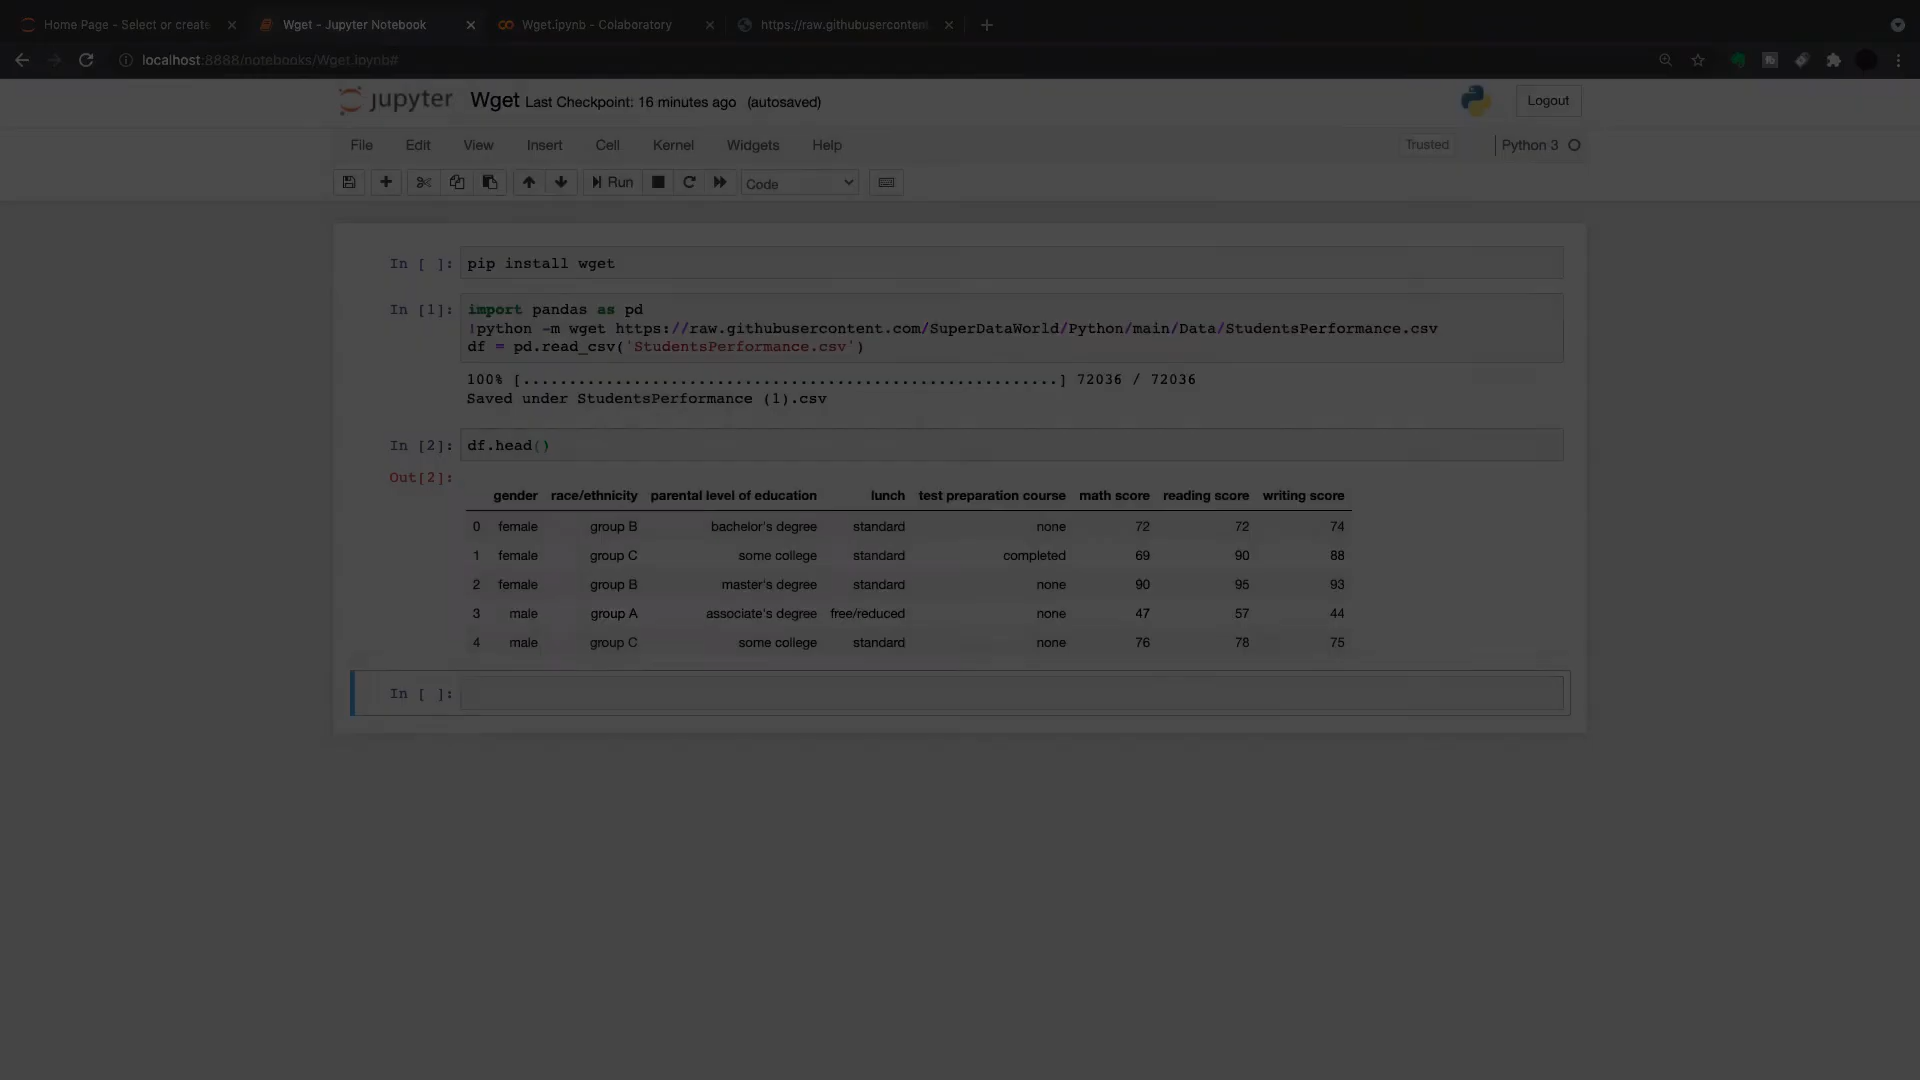 Home Page - Select or create
Wget - Jupyter Notebook
Wget.ipynb - Colaboratory
https://raw.githubusercontent
localhost:8888/notebooks/Wget.ipynb#
jupyter Wget Last Checkpoint: 16 minutes ago (autosaved)
Logout
File Edit View Insert Cell Kernel Widgets Help
Trusted
Python 3
Run
Code
In [ ]: pip install wget
In [1]: import pandas as pd
!python -m wget https://raw.githubusercontent.com/SuperDataWorld/Python/main/Data/StudentsPerformance.csv
df = pd.read_csv('StudentsPerformance.csv')
100% [..........................................................] 72036 / 72036
Saved under StudentsPerformance (1).csv
In [2]: df.head()
Out[2]:
gender race/ethnicity parental level of education lunch test preparation course math score reading score writing score
0 female group B bachelor's degree standard none 72 72 74
1 female group C some college standard completed 69 90 88
2 female group B master's degree standard none 90 95 93
3 male group A associate's degree free/reduced none 47 57 44
4 male group C some college standard none 76 78 75
In [ ]: